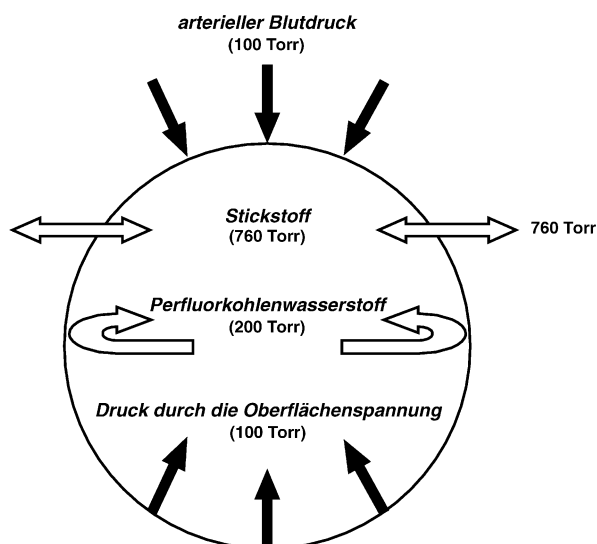 arterieller Blutdruck
(100 Torr)
Stickstoff
(760 Torr)
760 Torr
Perfluorkohlenwasserstoff
(200 Torr)
Druck durch die Oberflächenspannung
(100 Torr)